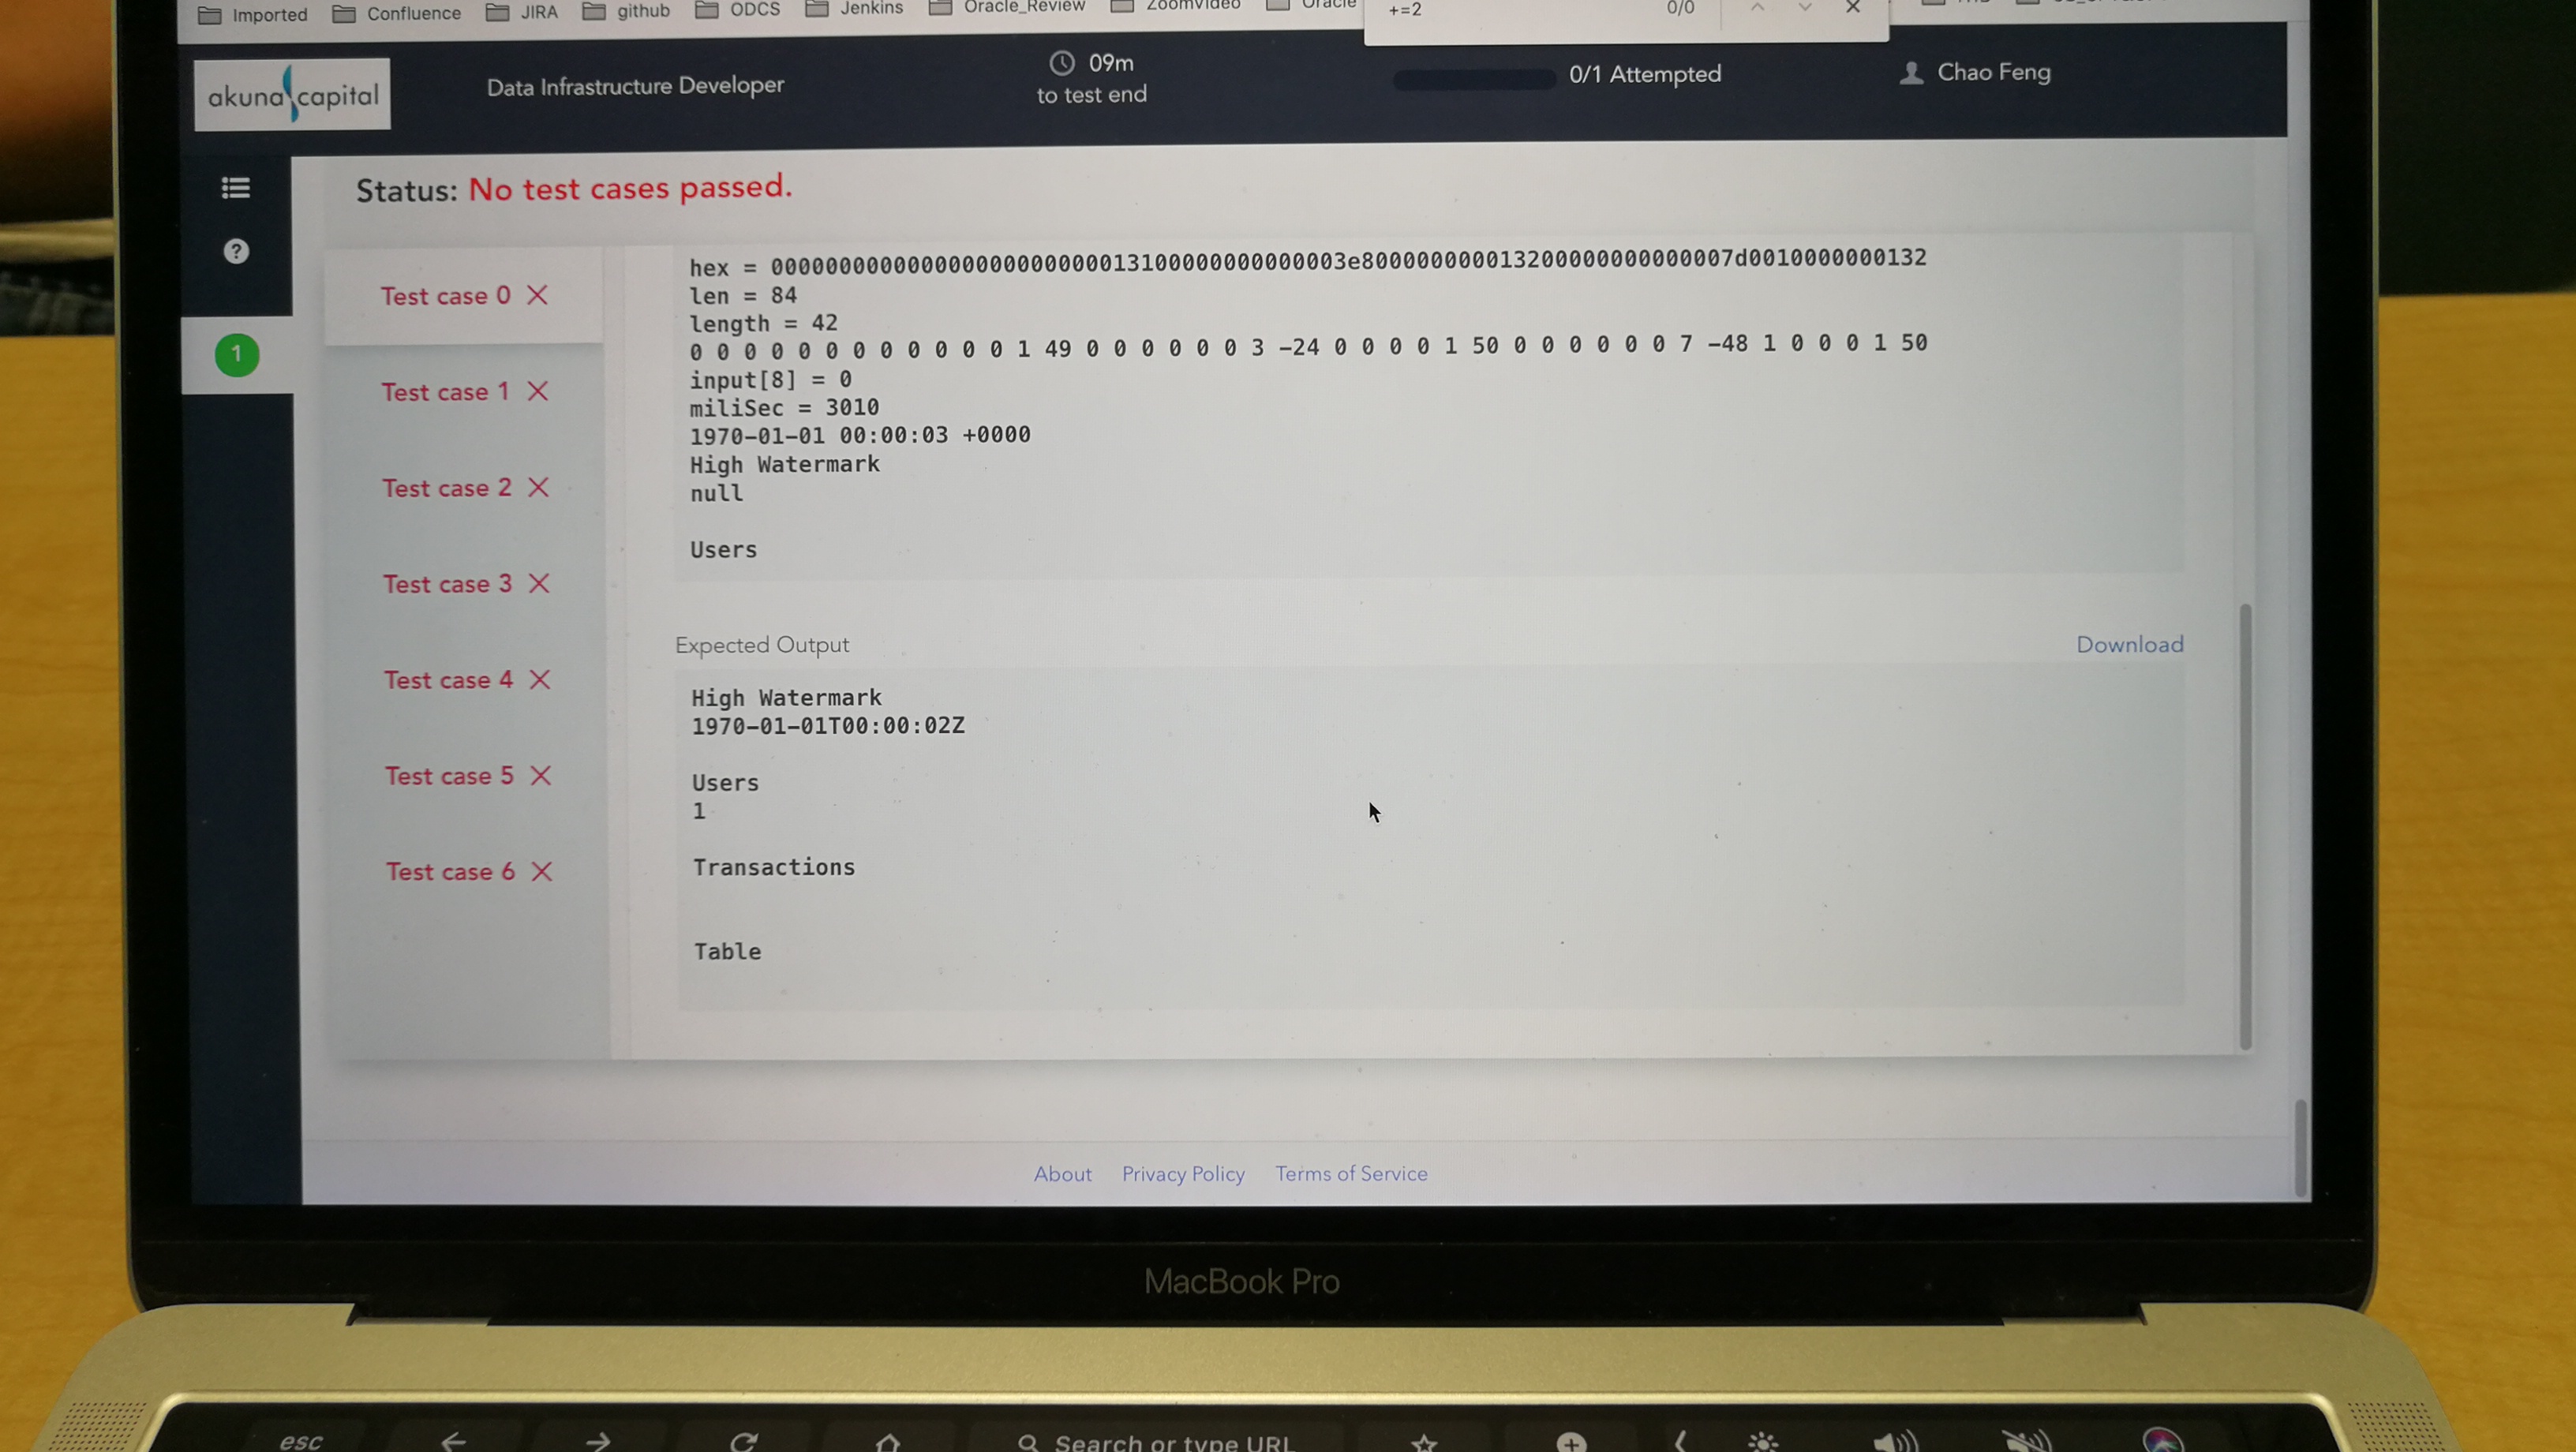 Imported Confluence JIRA github ODCS Jenkins Oracle_Review ZoomVideo Oracle +=2 0/0
akuna capital Data Infrastructure Developer 09m to test end 0/1 Attempted Chao Feng
Status: No test cases passed.
Test case 0
Test case 1
Test case 2
Test case 3
Test case 4
Test case 5
Test case 6
1
hex = 000000000000000000000000013100000000000003e800000000013200000000000007d0010000000132
len = 84
length = 42
0 0 0 0 0 0 0 0 0 0 0 0 1 49 0 0 0 0 0 0 3 -24 0 0 0 0 1 50 0 0 0 0 0 0 7 -48 1 0 0 0 1 50
input[8] = 0
miliSec = 3010
1970-01-01 00:00:03 +0000
High Watermark
null
Users
Expected Output Download
High Watermark
1970-01-01T00:00:02Z
Users
1
Transactions
Table
About Privacy Policy Terms of Service
MacBook Pro
esc Search or type URL